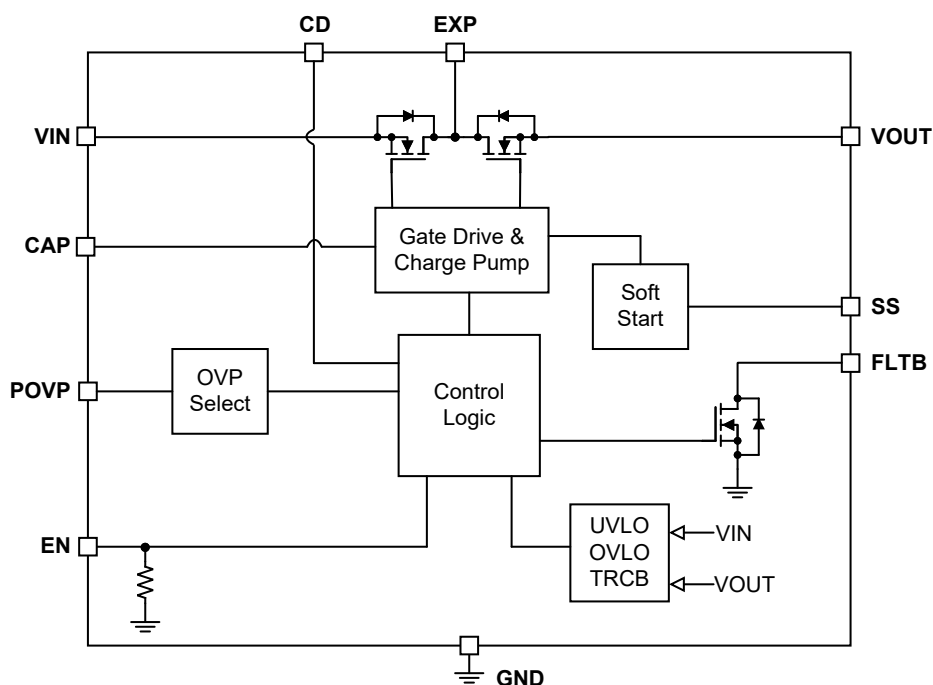 CD
EXP
VIN
VOUT
CAP
Gate Drive &
Charge Pump
Soft
Start
SS
FLTB
POVP
OVP
Select
Control
Logic
EN
UVLO
OVLO
TRCB
VIN
VOUT
GND